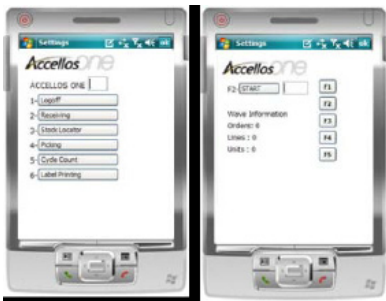 Settings ok
Accellos one
ACCELLOS ONE
1- Logoff
2- Receiving
3- Stock Locator
4- Picking
5- Cycle Count
6- Label Printing
Settings ok
Accellos one
F2- START F1
F2
Wave Information F3
Orders: 0
Lines : 0 F4
Units : 0 F5